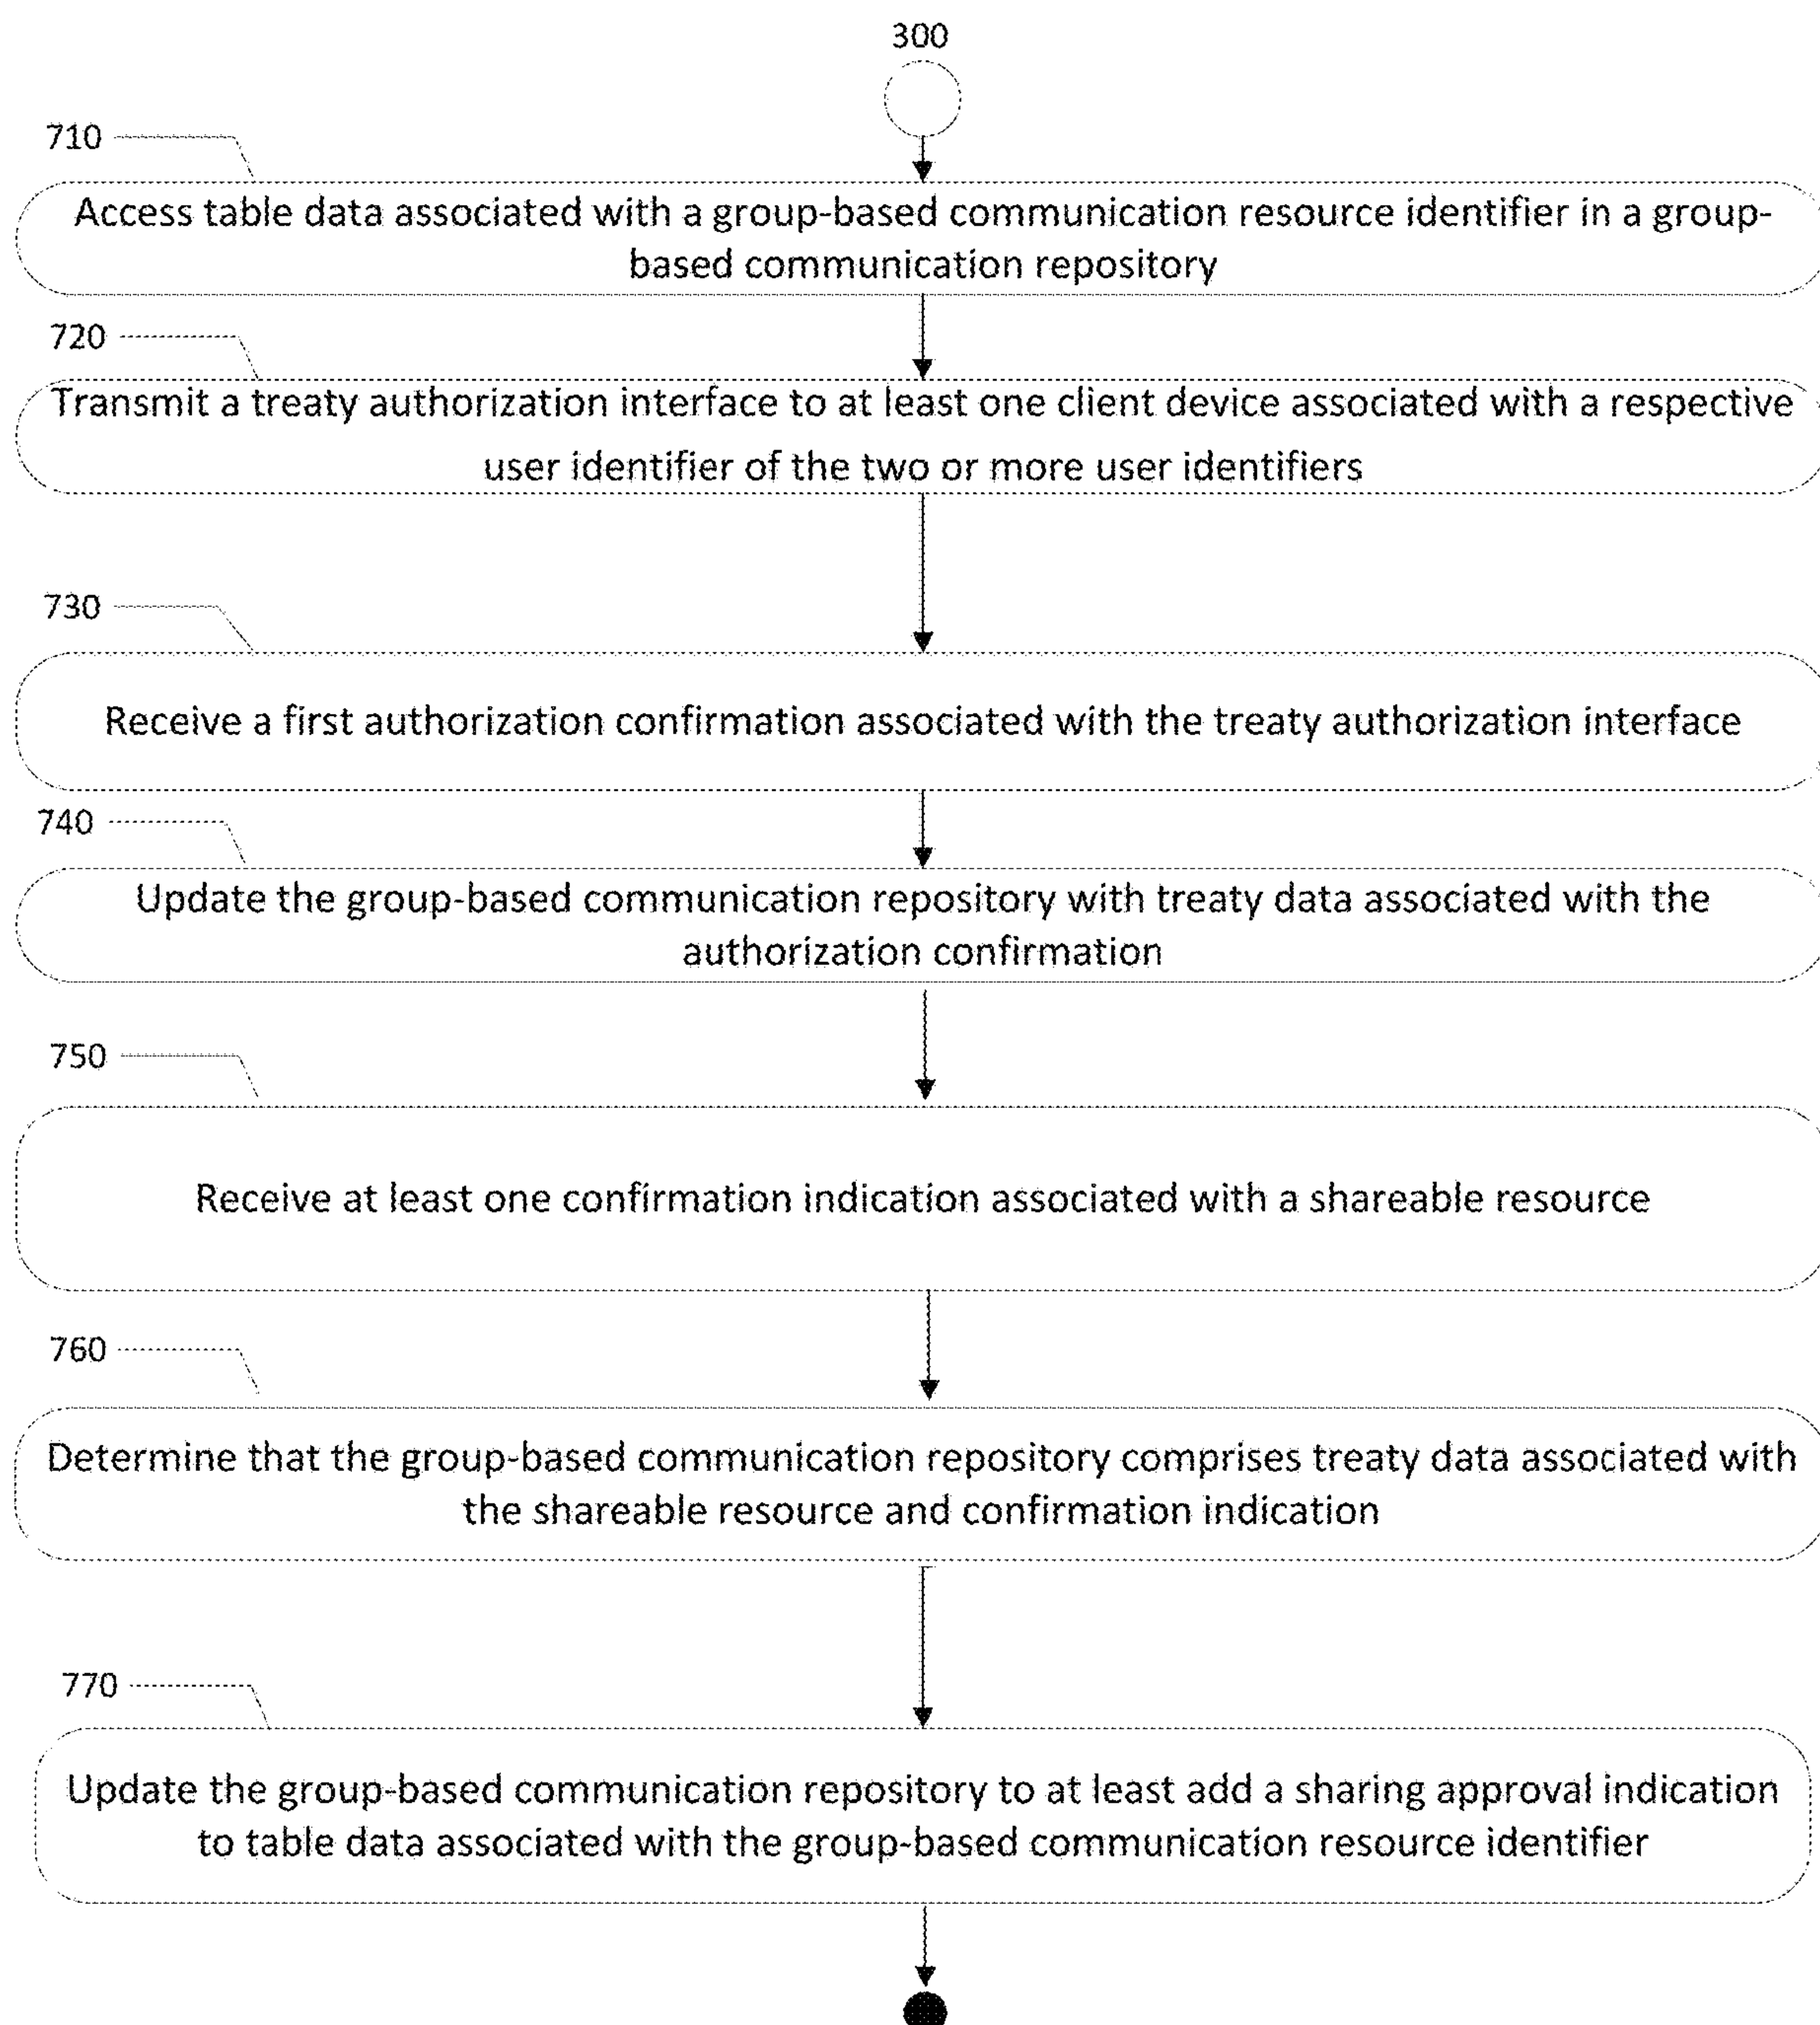 300
710
Access table data associated with a group-based communication resource identifier in a group-
based communication repository
720
Transmit a treaty authorization interface to at least one client device associated with a respective
user identifier of the two or more user identifiers
730
Receive a first authorization confirmation associated with the treaty authorization interface
740
Update the group-based communication repository with treaty data associated with the
authorization confirmation
750
Receive at least one confirmation indication associated with a shareable resource
760
Determine that the group-based communication repository comprises treaty data associated with
the shareable resource and confirmation indication
770
Update the group-based communication repository to at least add a sharing approval indication
to table data associated with the group-based communication resource identifier